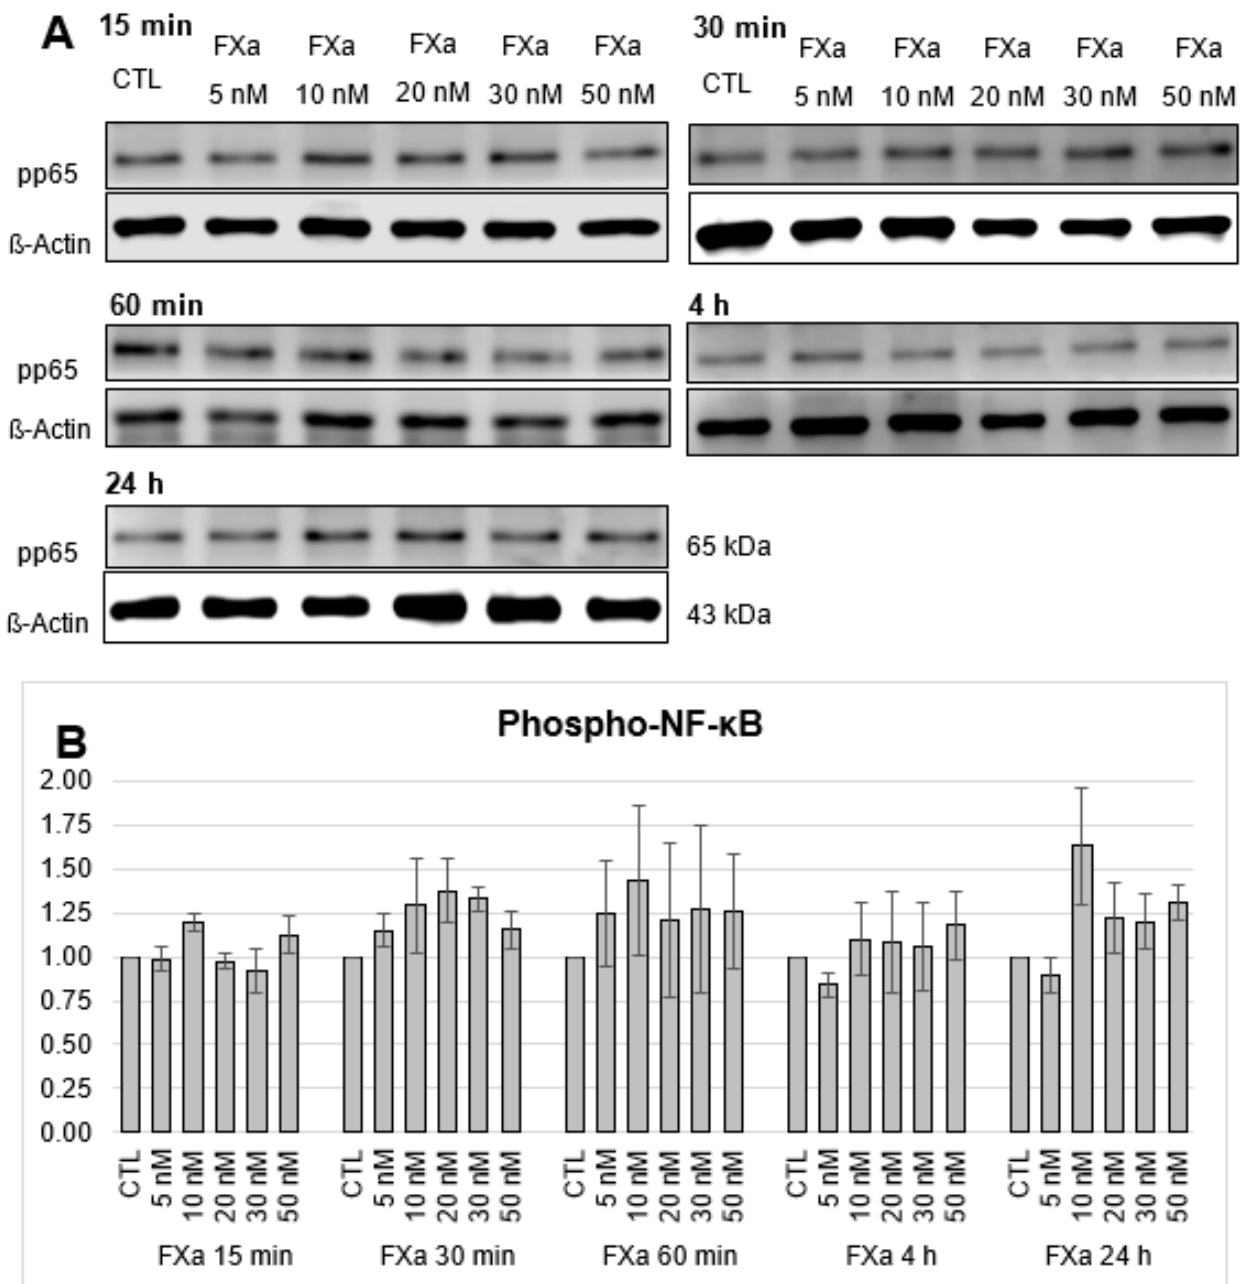 A
15 min
CTL
FXa 5 nM
FXa 10 nM
FXa 20 nM
FXa 30 nM
FXa 50 nM
30 min
CTL
FXa 5 nM
FXa 10 nM
FXa 20 nM
FXa 30 nM
FXa 50 nM
pp65
ß-Actin
60 min
4 h
pp65
ß-Actin
24 h
pp65
65 kDa
ß-Actin
43 kDa
B
Phospho-NF-κB
2.00
1.75
1.50
1.25
1.00
0.75
0.50
0.25
0.00
CTL
5 nM
10 nM
20 nM
30 nM
50 nM
CTL
5 nM
10 nM
20 nM
30 nM
50 nM
CTL
5 nM
10 nM
20 nM
30 nM
50 nM
CTL
5 nM
10 nM
20 nM
30 nM
50 nM
CTL
5 nM
10 nM
20 nM
30 nM
50 nM
FXa 15 min
FXa 30 min
FXa 60 min
FXa 4 h
FXa 24 h